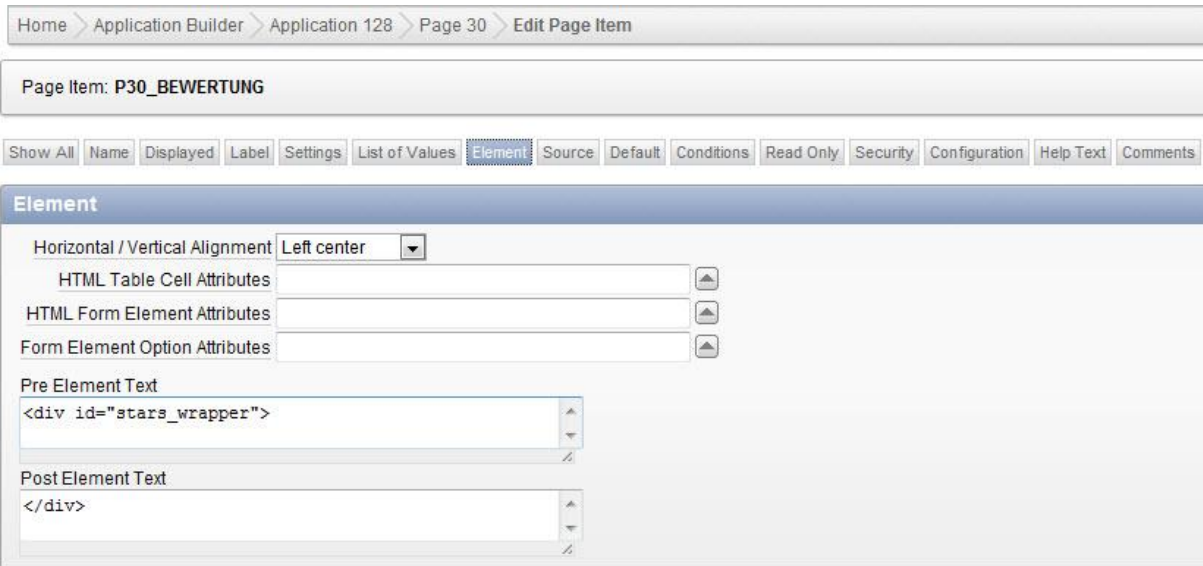 Home Application Builder Application 128 Page 30 Edit Page Item
Page Item: P30_BEWERTUNG
Show All Name Displayed Label Settings List of Values Element Source Default Conditions Read Only Security Configuration Help Text Comments
Element
Horizontal / Vertical Alignment Left center
HTML Table Cell Attributes
HTML Form Element Attributes
Form Element Option Attributes
Pre Element Text
<div id="stars_wrapper">
Post Element Text
</div>